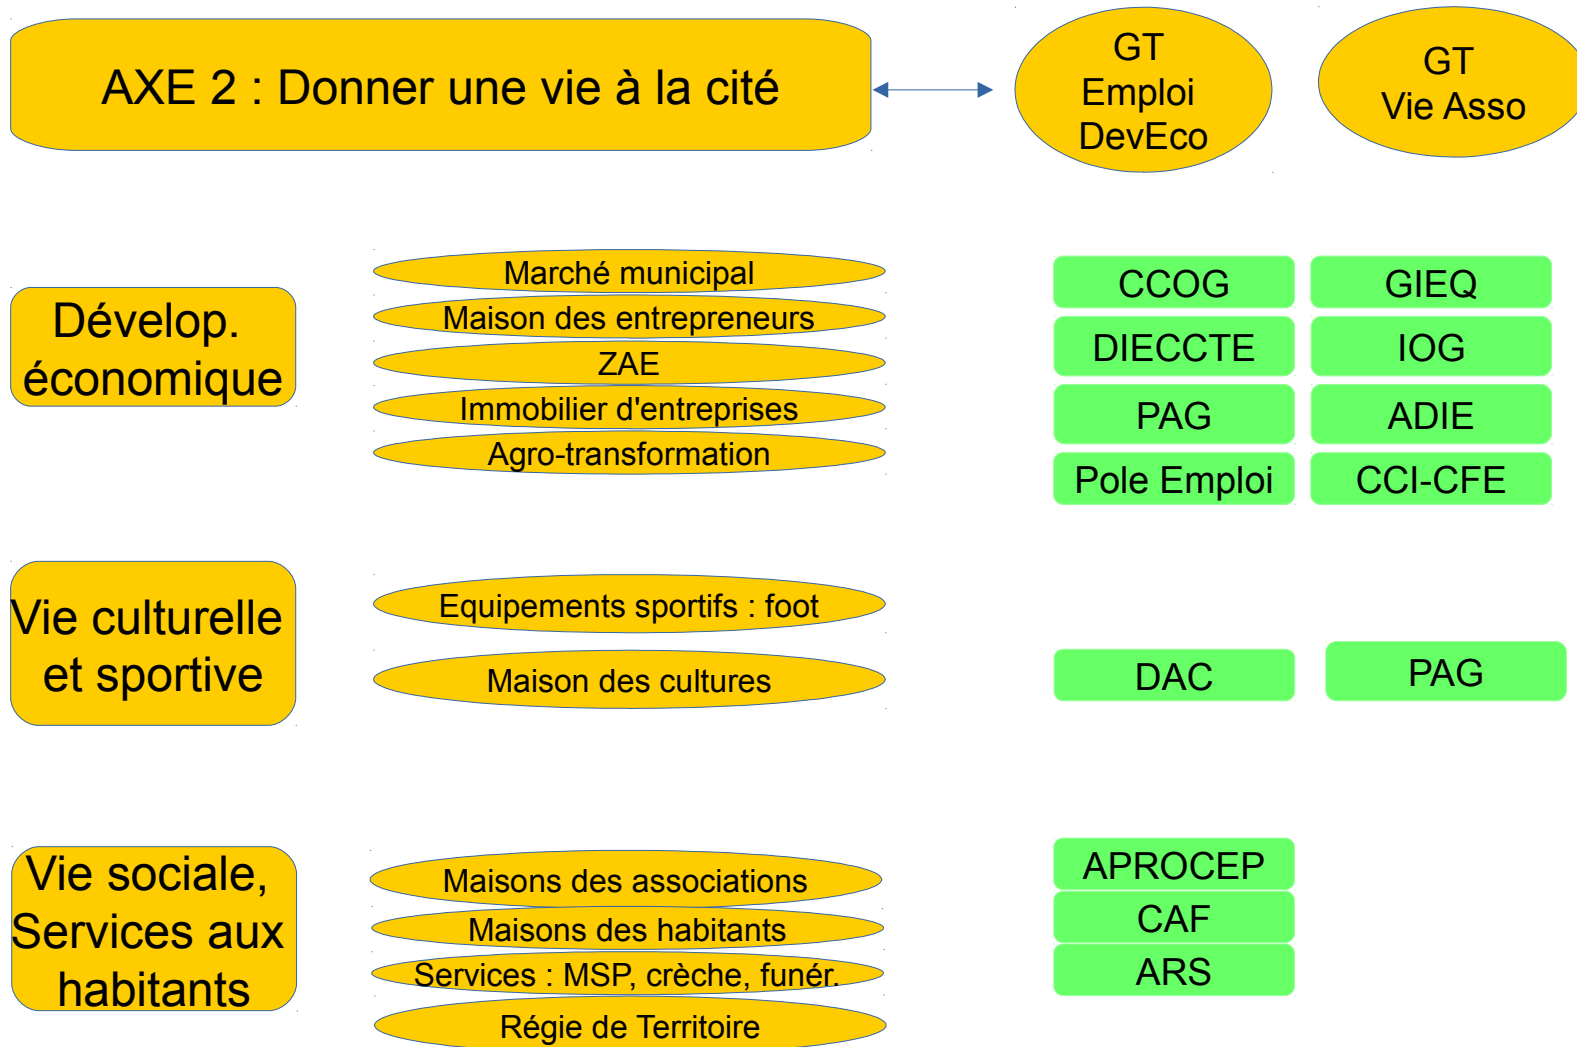 AXE 2 : Donner une vie à la cité
GT
Emploi
DevEco
GT
Vie Asso
Dévelop.
économique
Marché municipal
Maison des entrepreneurs
ZAE
Immobilier d'entreprises
Agro-transformation
CCOG
GIEQ
DIECCTE
IOG
PAG
ADIE
Pole Emploi
CCI-CFE
Vie culturelle
et sportive
Equipements sportifs : foot
Maison des cultures
DAC
PAG
Vie sociale,
Services aux
habitants
Maisons des associations
Maisons des habitants
Services : MSP, crèche, funér.
Régie de Territoire
APROCEP
CAF
ARS